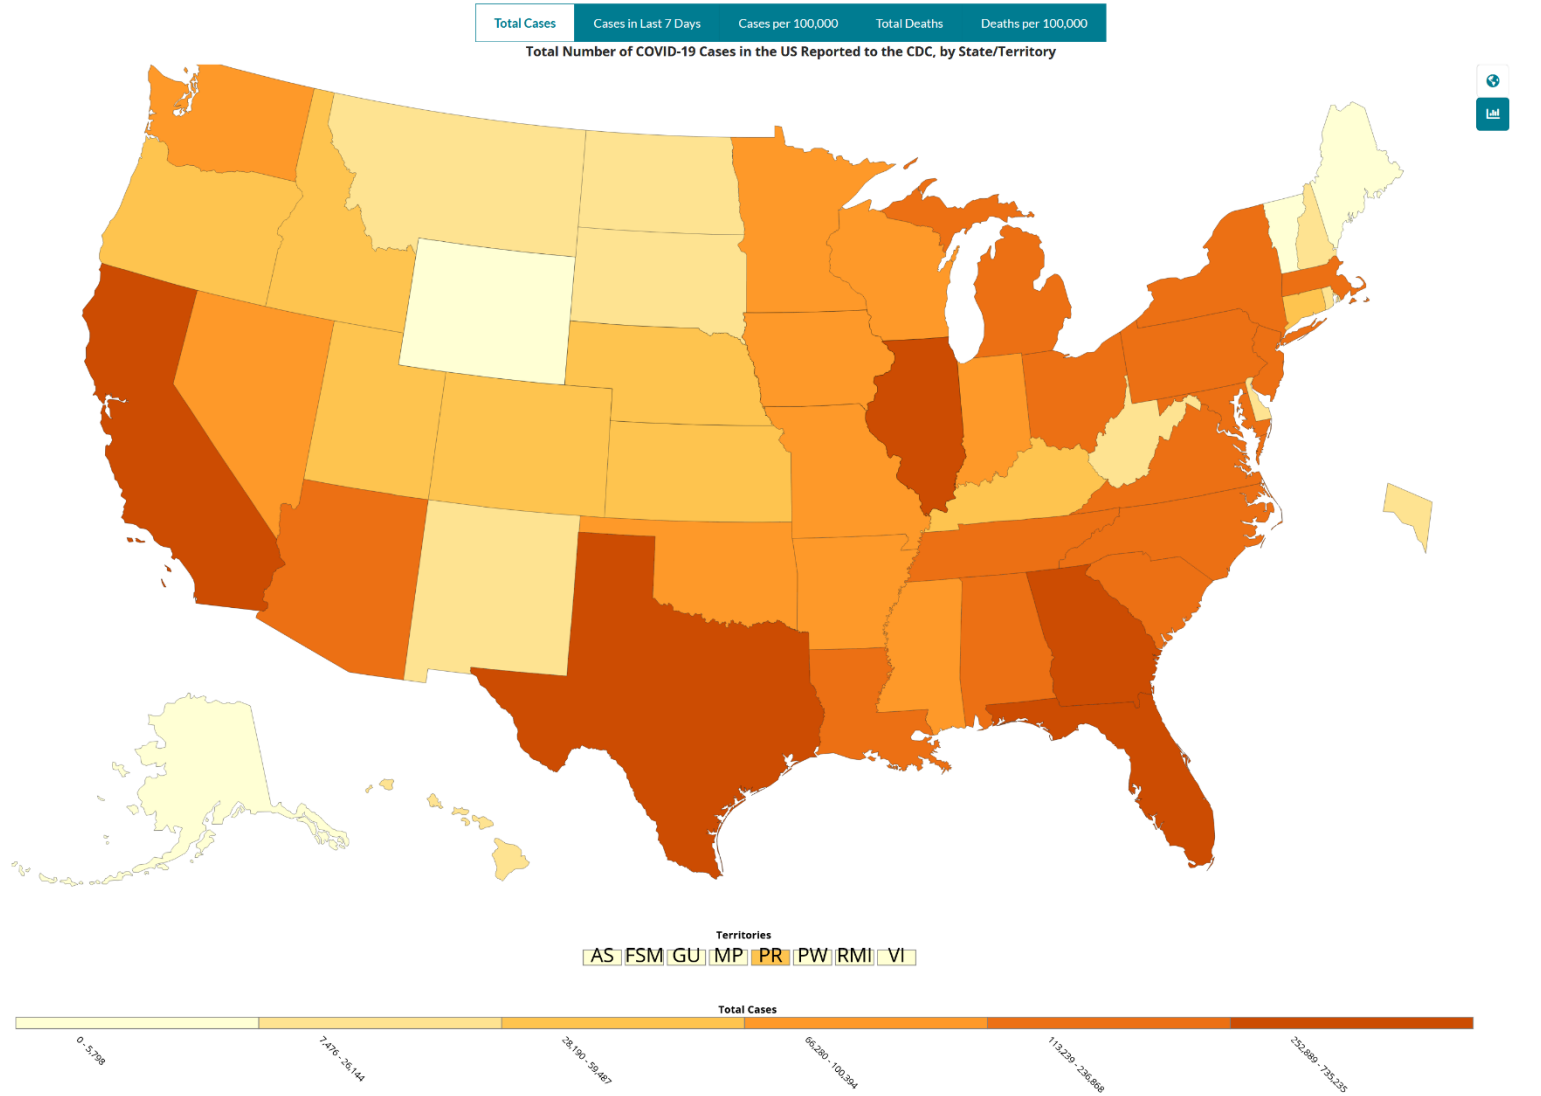 Total Cases Cases in Last 7 Days Cases per 100,000 Total Deaths Deaths per 100,000
Total Number of COVID-19 Cases in the US Reported to the CDC, by State/Territory
Territories
AS FSM GU MP PR PW RMI VI
Total Cases
0 - 5,798
7,476 - 26,144
28,190 - 59,487
66,280 - 100,394
113,239 - 236,868
252,889 - 735,235